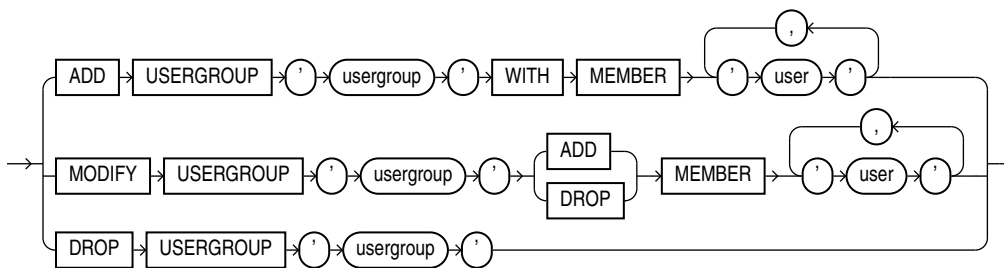 ,
ADD USERGROUP ' usergroup ' WITH MEMBER ' user '
,
ADD
MODIFY USERGROUP ' usergroup ' MEMBER ' user '
DROP
DROP USERGROUP ' usergroup '